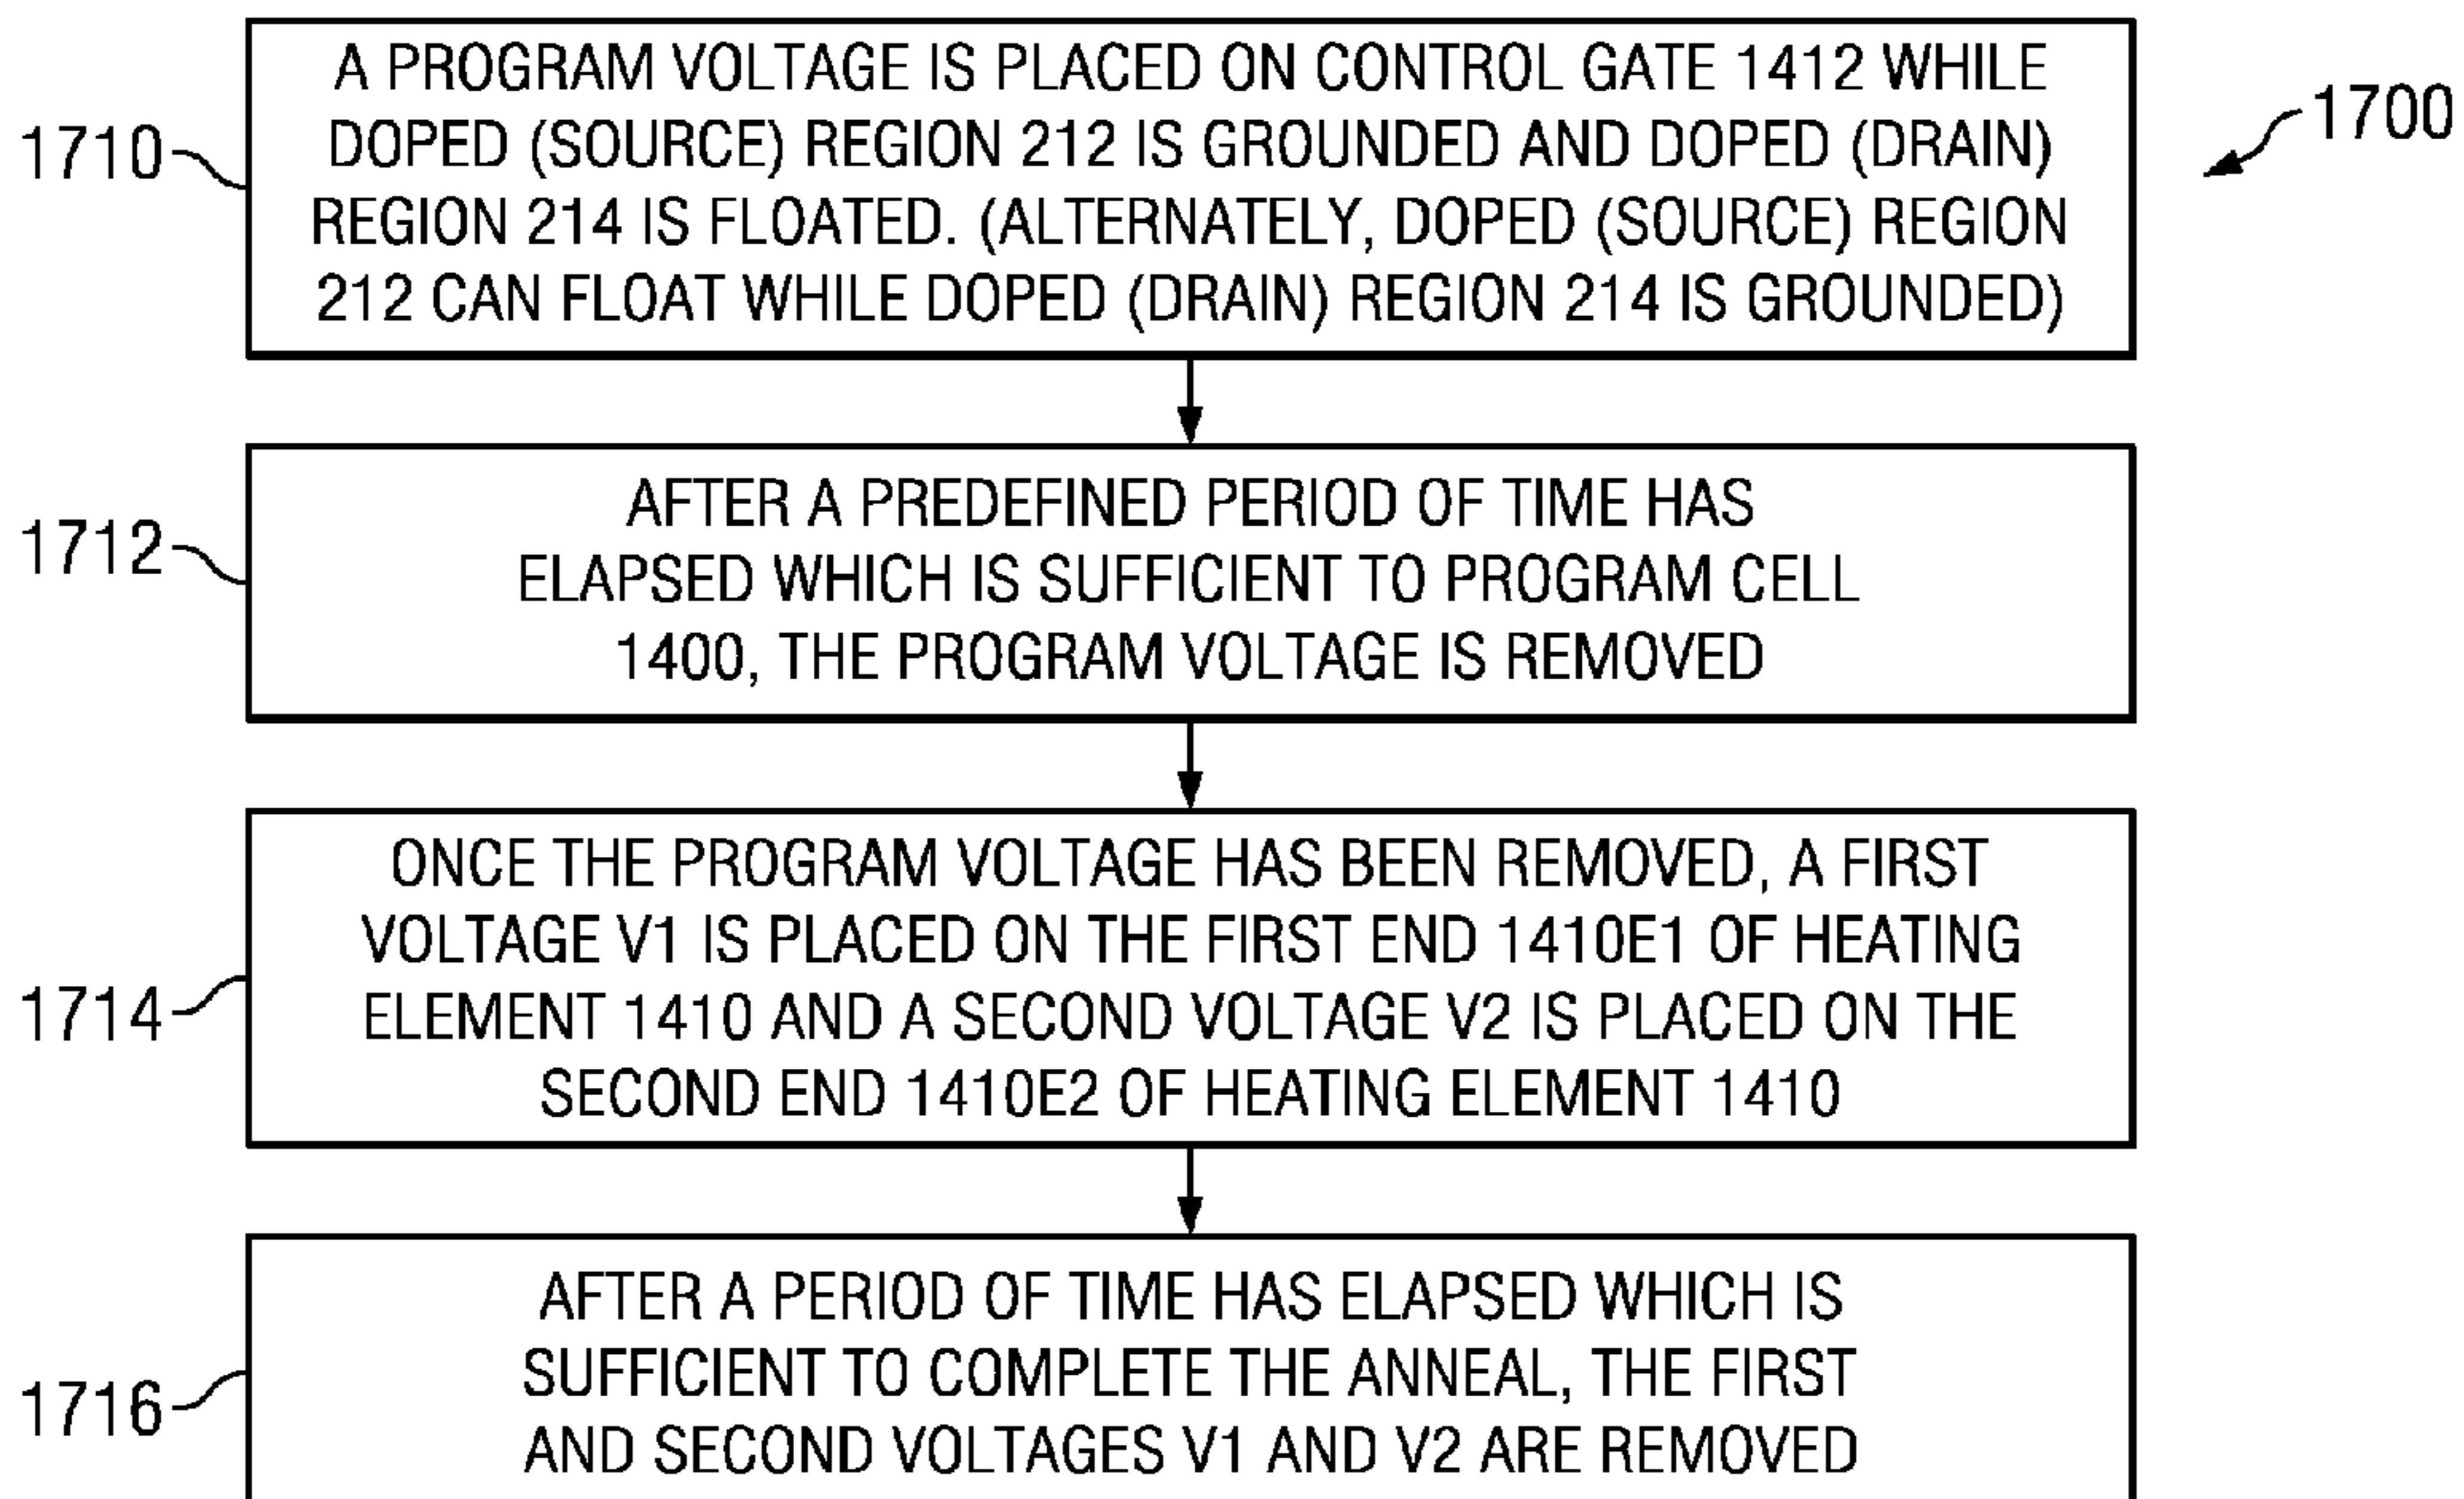 1700
1710
A PROGRAM VOLTAGE IS PLACED ON CONTROL GATE 1412 WHILE
DOPED (SOURCE) REGION 212 IS GROUNDED AND DOPED (DRAIN)
REGION 214 IS FLOATED. (ALTERNATELY, DOPED (SOURCE) REGION
212 CAN FLOAT WHILE DOPED (DRAIN) REGION 214 IS GROUNDED)
1712
AFTER A PREDEFINED PERIOD OF TIME HAS
ELAPSED WHICH IS SUFFICIENT TO PROGRAM CELL
1400, THE PROGRAM VOLTAGE IS REMOVED
1714
ONCE THE PROGRAM VOLTAGE HAS BEEN REMOVED, A FIRST
VOLTAGE V1 IS PLACED ON THE FIRST END 1410E1 OF HEATING
ELEMENT 1410 AND A SECOND VOLTAGE V2 IS PLACED ON THE
SECOND END 1410E2 OF HEATING ELEMENT 1410
1716
AFTER A PERIOD OF TIME HAS ELAPSED WHICH IS
SUFFICIENT TO COMPLETE THE ANNEAL, THE FIRST
AND SECOND VOLTAGES V1 AND V2 ARE REMOVED